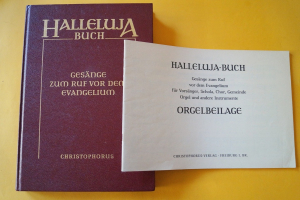 HALLELUJA
BUCH
GESÄNGE
ZUM RUF VOR DEM
EVANGELIUM
CHRISTOPHORUS
HALLELUJA-BUCH
Gesänge zum Ruf
vor dem Evangelium
für Vorsänger, Schola, Chor, Gemeinde
Orgel und andere Instrumente
ORGELBEILAGE
CHRISTOPHORUS-VERLAG · FREIBURG I. BR.